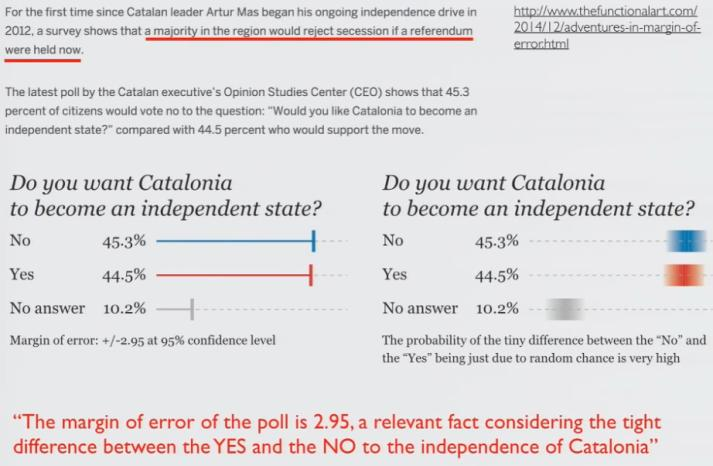 For the first time since Catalan leader Artur Mas began his ongoing independence drive in
2012, a survey shows that a majority in the region would reject secession if a referendum
were held now.
http://www.thefunctionalart.com/
2014/12/adventures-in-margin-of-
error.html
The latest poll by the Catalan executive's Opinion Studies Center (CEO) shows that 45.3
percent of citizens would vote no to the question: "Would you like Catalonia to become an
independent state?" compared with 44.5 percent who would support the move.
Do you want Catalonia
to become an independent state?
No 45.3%
Yes 44.5%
No answer 10.2%
Margin of error: +/-2.95 at 95% confidence level
Do you want Catalonia
to become an independent state?
No 45.3%
Yes 44.5%
No answer 10.2%
The probability of the tiny difference between the "No" and
the "Yes" being just due to random chance is very high
"The margin of error of the poll is 2.95, a relevant fact considering the tight
difference between the YES and the NO to the independence of Catalonia"